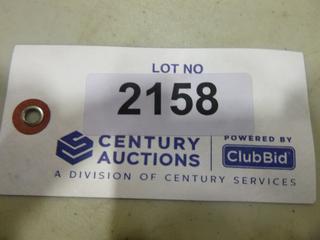 LOT NO
2158
CENTURY
AUCTIONS
POWERED BY
ClubBid
A DIVISION OF CENTURY SERVICES